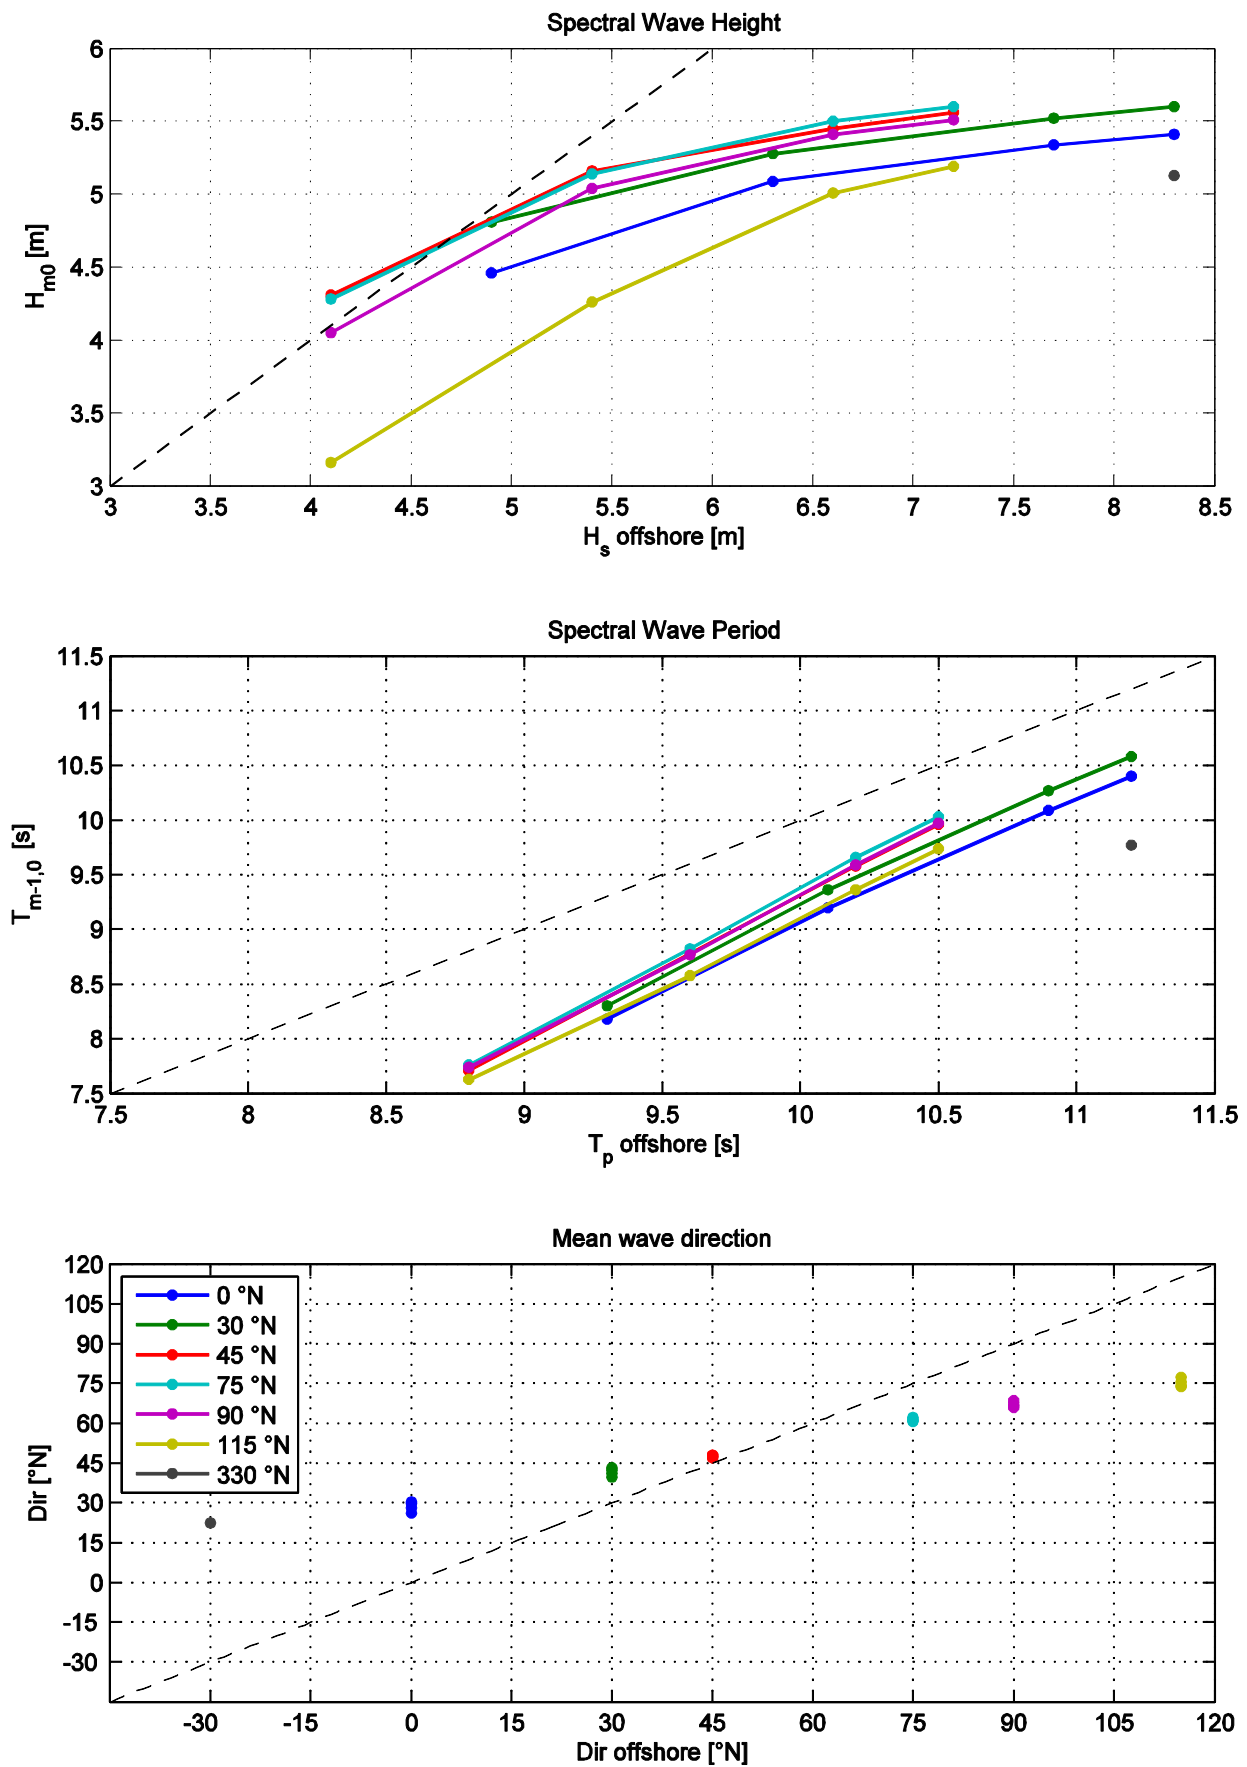 Spectral Wave Height
6
5.5
5
4.5
4
3.5
3
H_m0 [m]
3 3.5 4 4.5 5 5.5 6 6.5 7 7.5 8 8.5
H_s offshore [m]
Spectral Wave Period
11.5
11
10.5
10
9.5
9
8.5
8
7.5
T_m-1,0 [s]
7.5 8 8.5 9 9.5 10 10.5 11 11.5
T_p offshore [s]
Mean wave direction
120
105
90
75
60
45
30
15
0
-15
-30
Dir [°N]
0 °N
30 °N
45 °N
75 °N
90 °N
115 °N
330 °N
-30 -15 0 15 30 45 60 75 90 105 120
Dir offshore [°N]